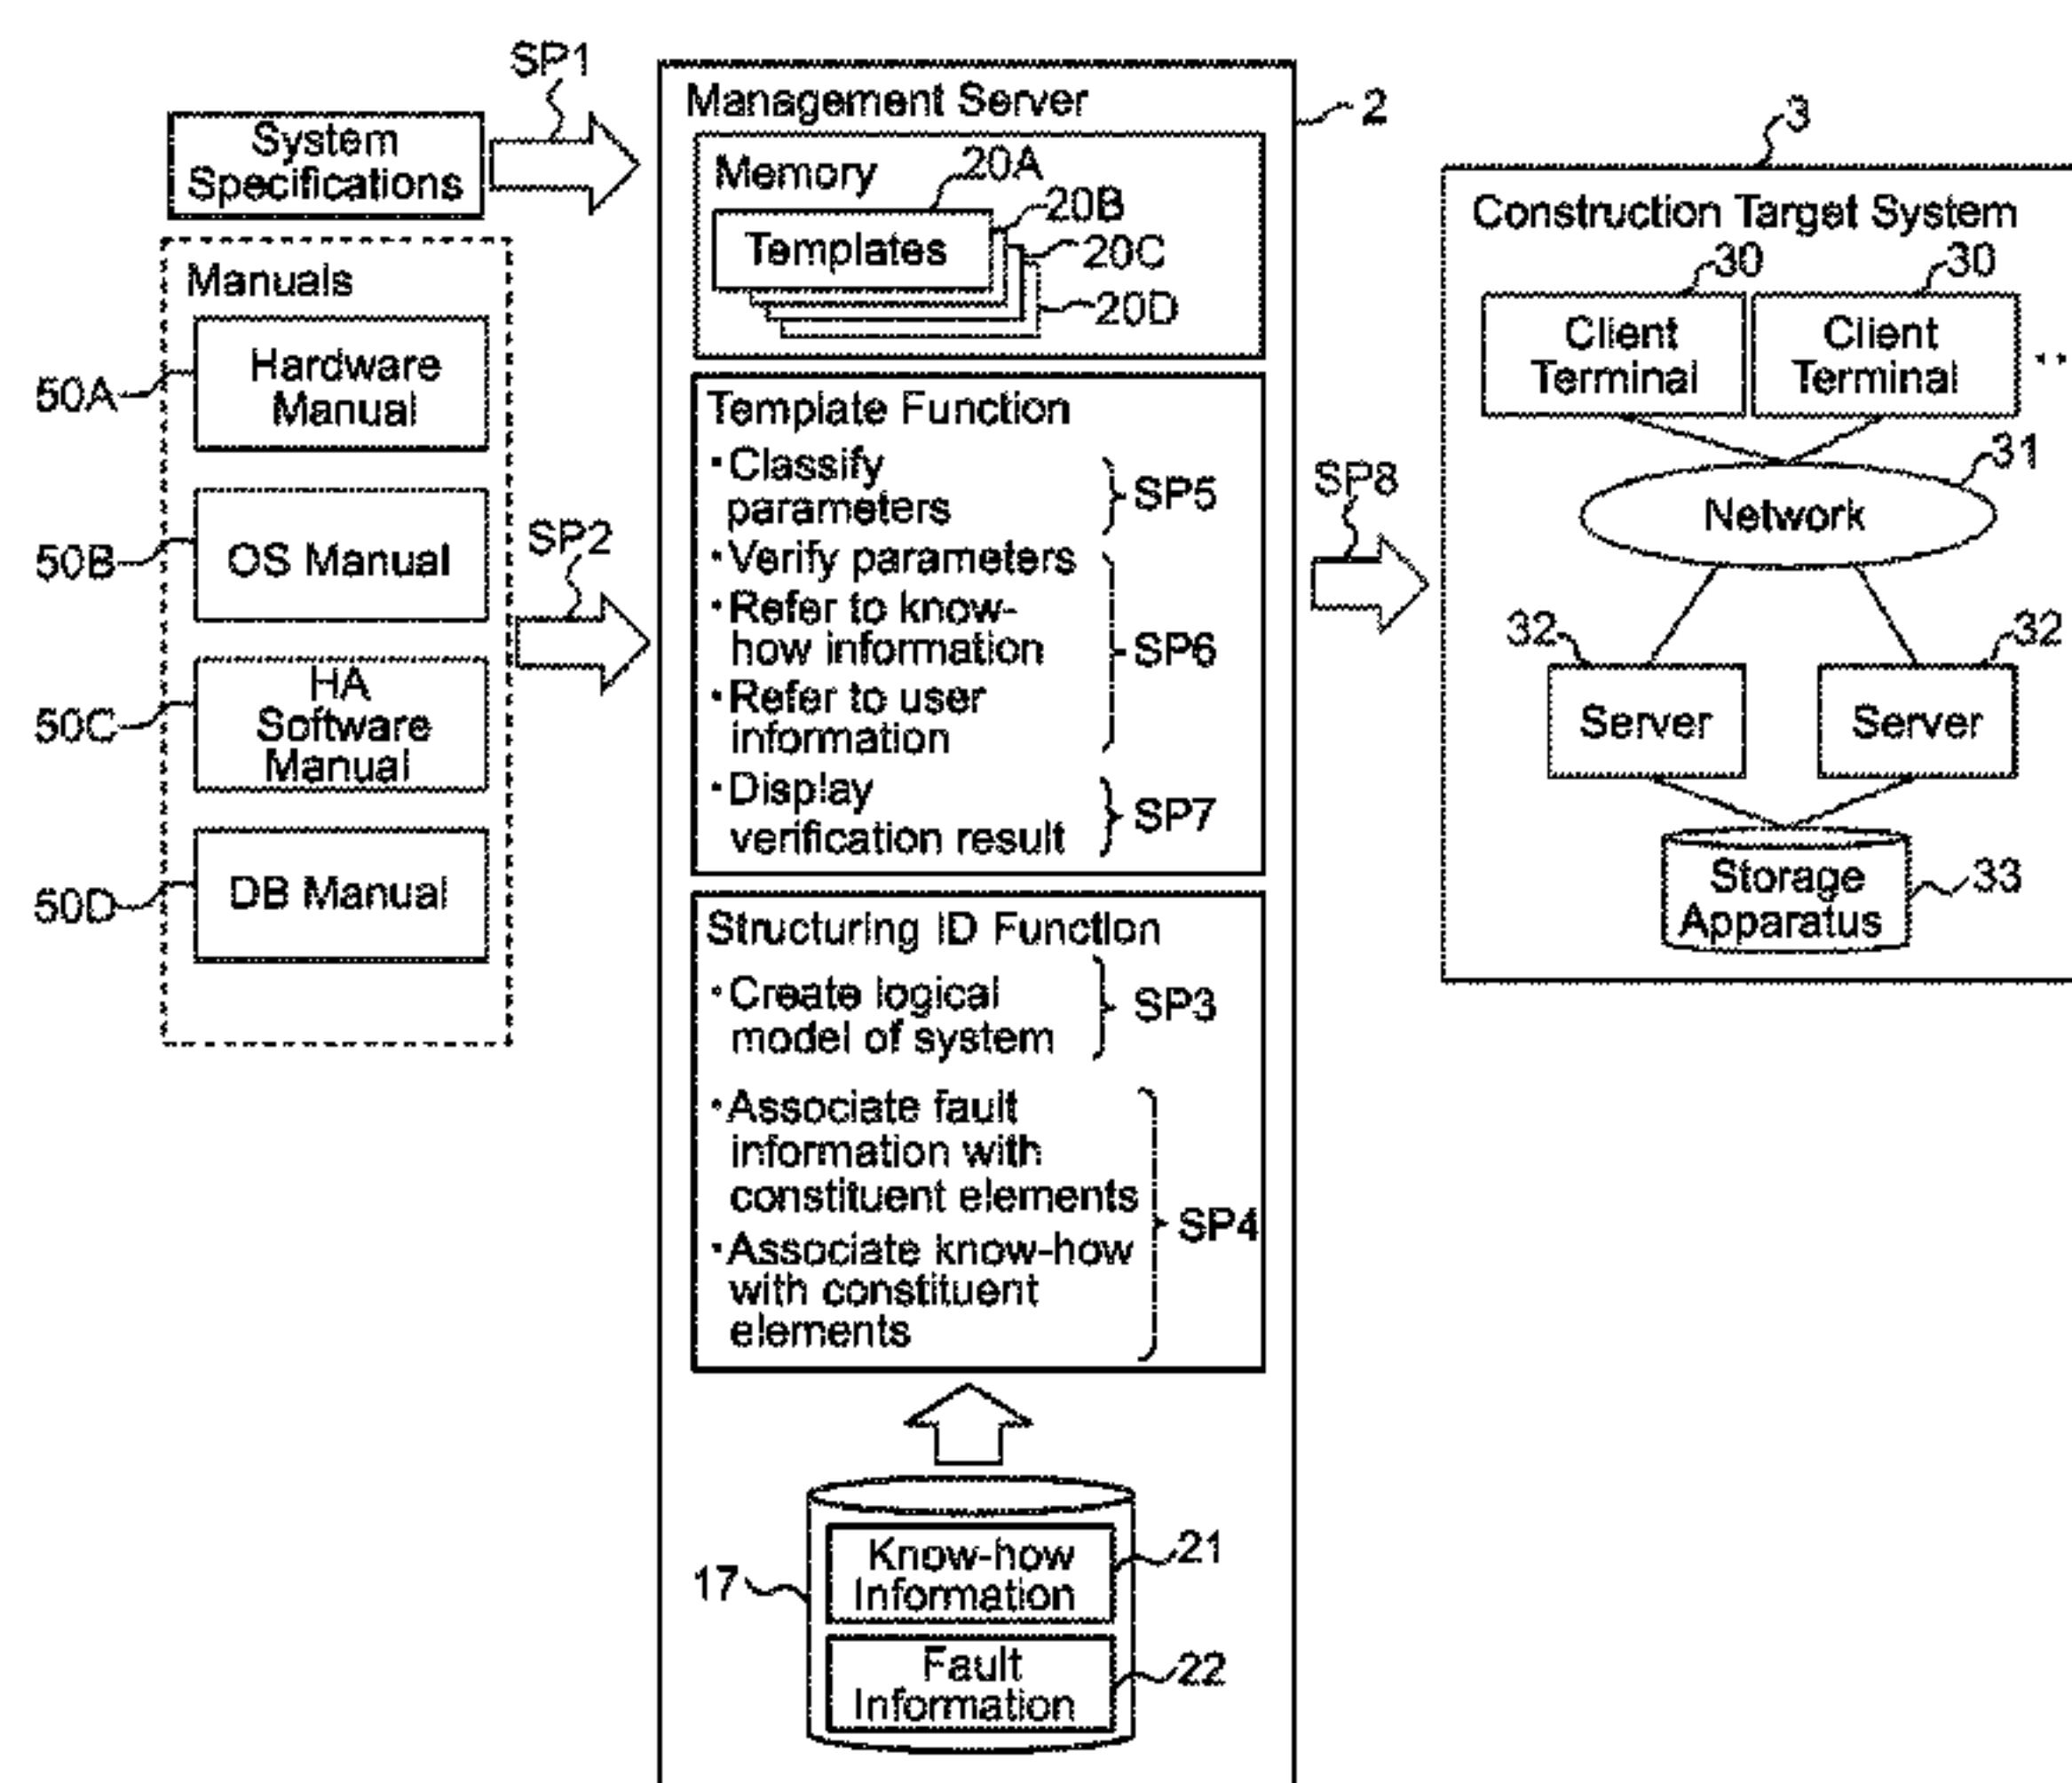 SP1
System
Specifications
Manuals
50A
Hardware
Manual
50B
OS Manual
50C
HA
Software
Manual
50D
DB Manual
SP2
Management Server
2
Memory
20A
20B
20C
20D
Templates
Template Function
・Classify
parameters
SP5
・Verify parameters
・Refer to know-
how information
・Refer to user
information
SP6
・Display
verification result
SP7
Structuring ID Function
・Create logical
model of system
SP3
・Associate fault
information with
constituent elements
・Associate know-how
with constituent
elements
SP4
17
Know-how
Information
21
Fault
Information
22
SP8
3
Construction Target System
30
30
Client
Terminal
Client
Terminal
..
31
Network
32
32
Server
Server
Storage
Apparatus
33